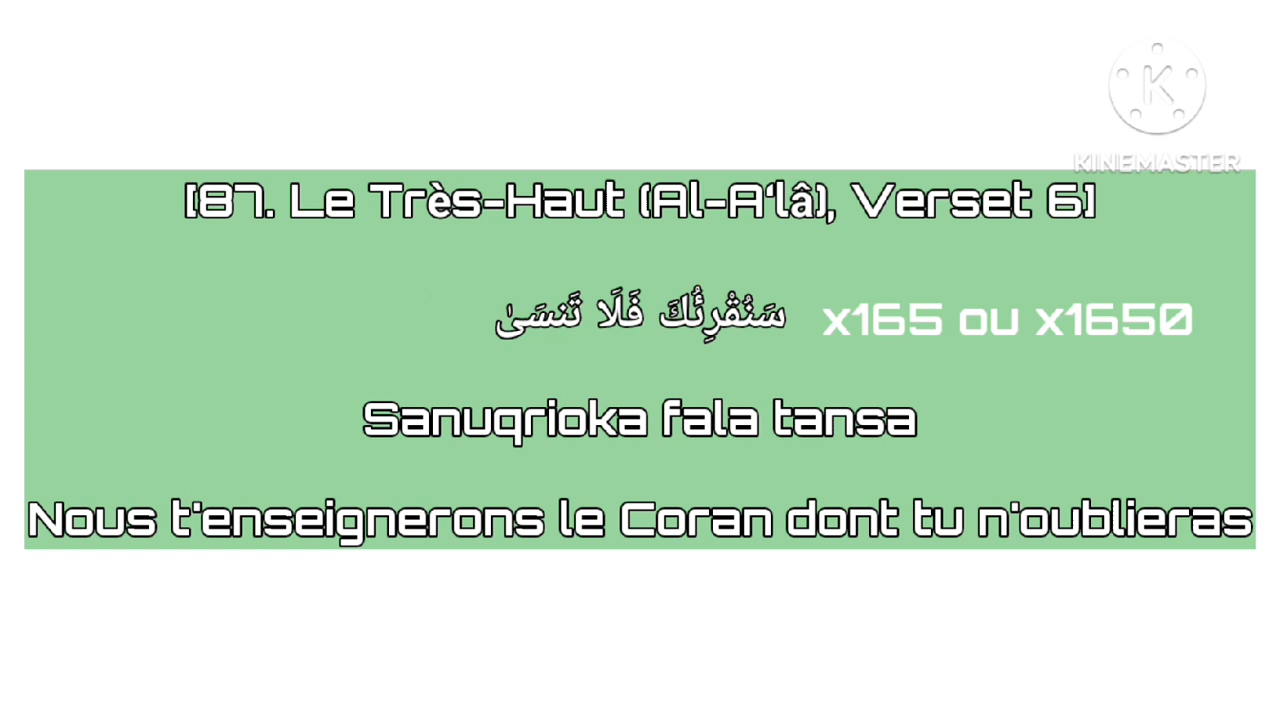 KINEMASTER
[87. Le Très-Haut (Al-A‘lâ), Verset 6]
سَنُقْرِئُكَ فَلَا تَنسَىٰ x165 ou x1650
Sanuqrioka fala tansa
Nous t'enseignerons le Coran dont tu n'oublieras